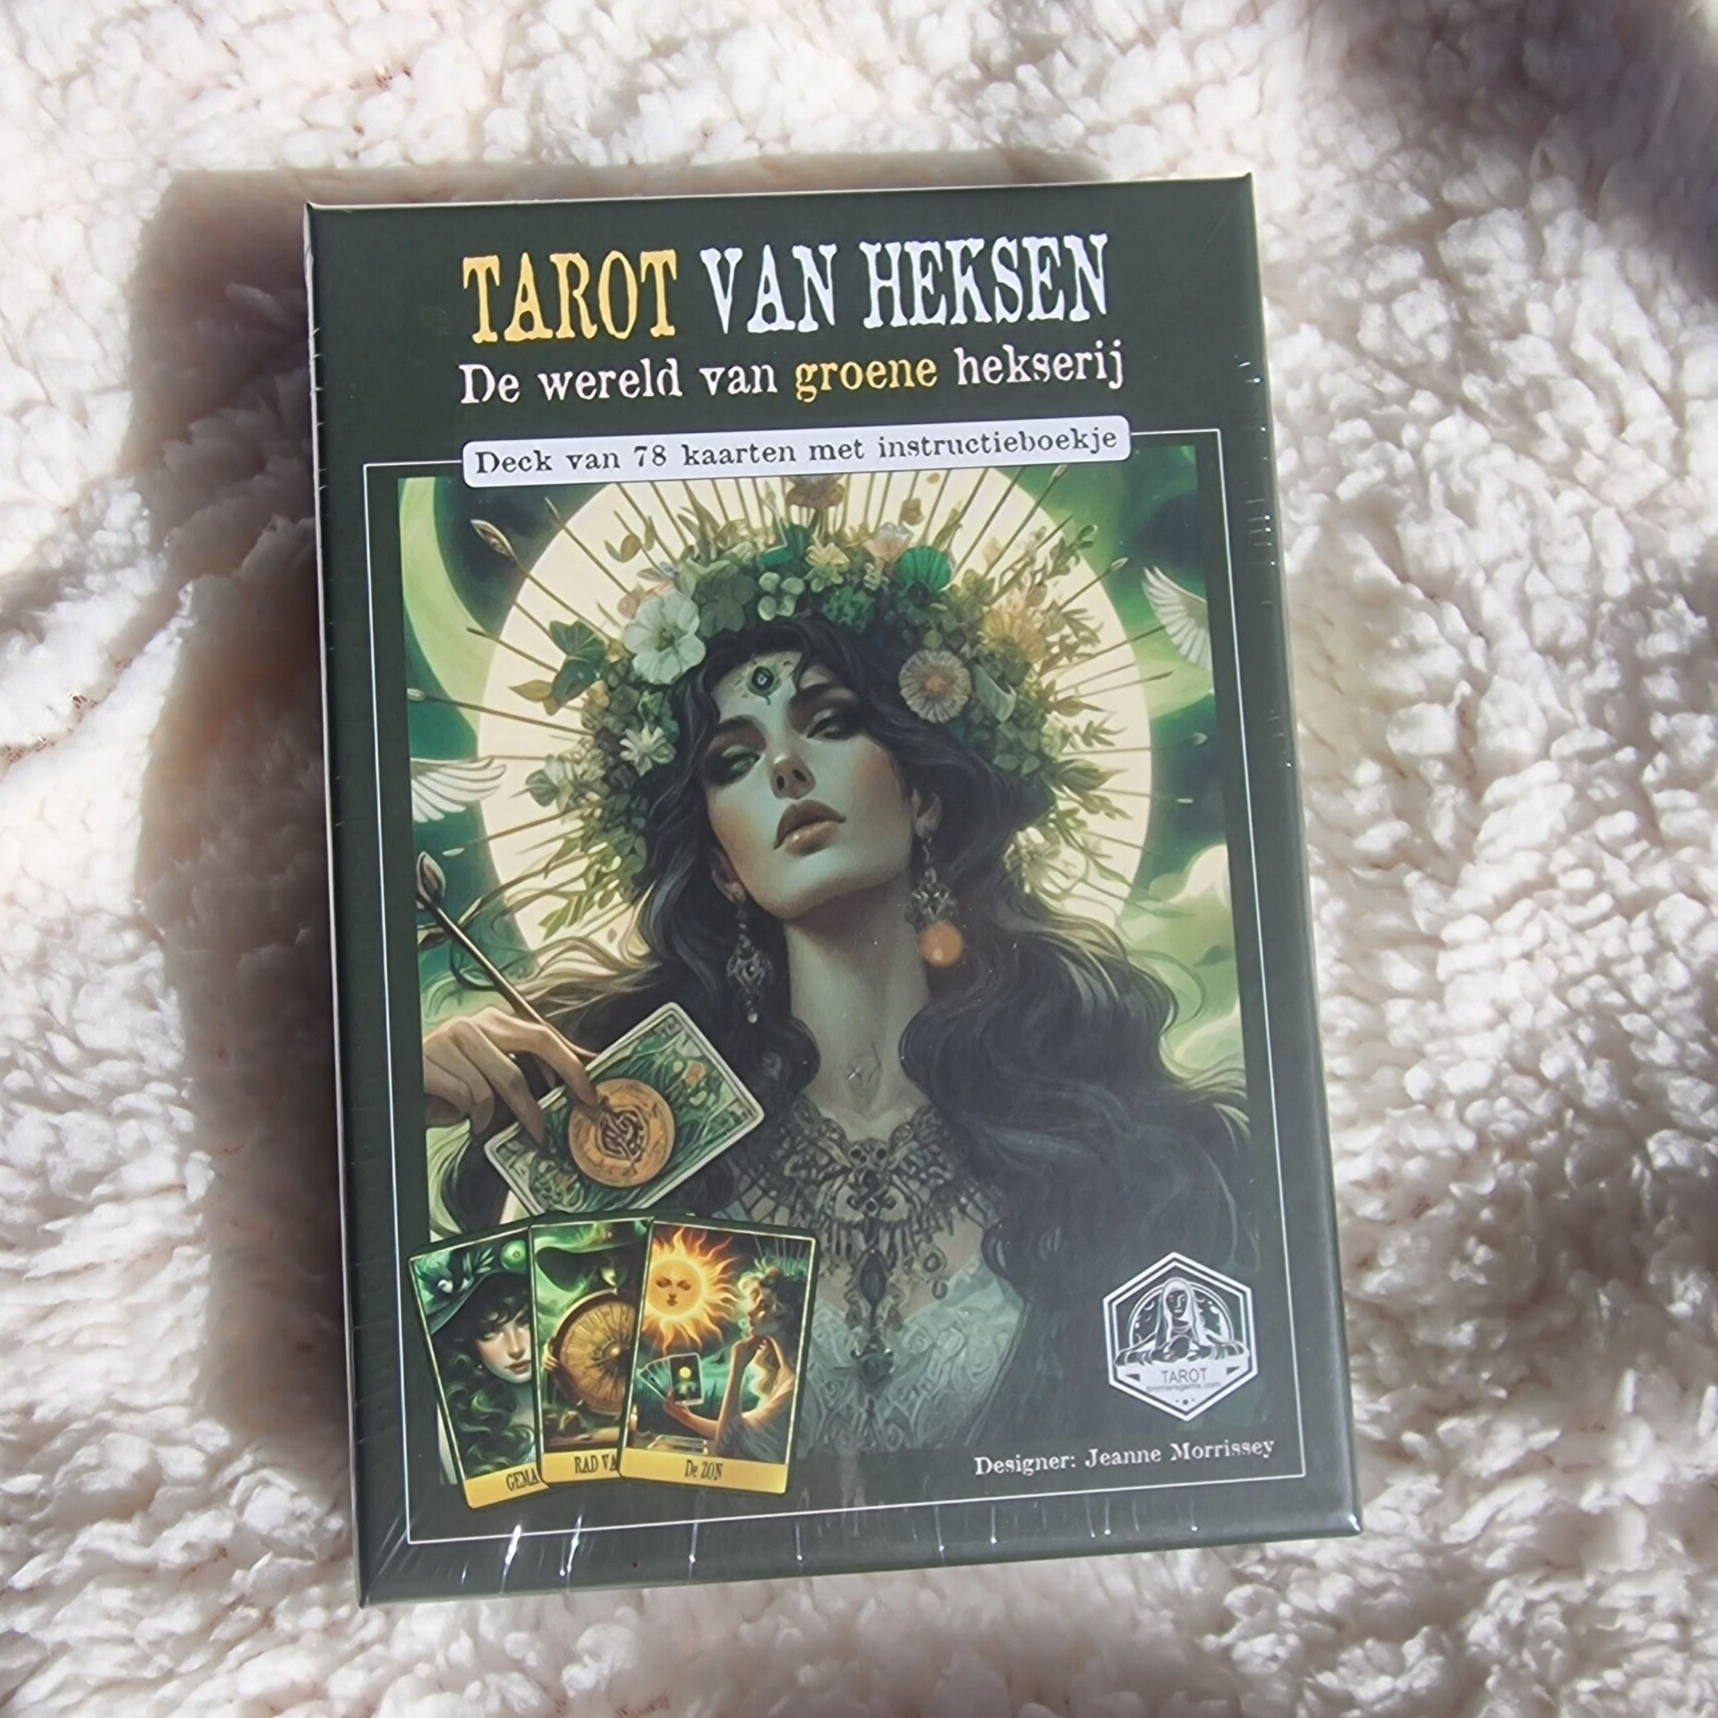 TAROT VAN HEKSEN
De wereld van groene hekserij
Deck van 78 kaarten met instructieboekje
GEMA
RAD VA
De ZON
TAROT
Designer: Jeanne Morrissey